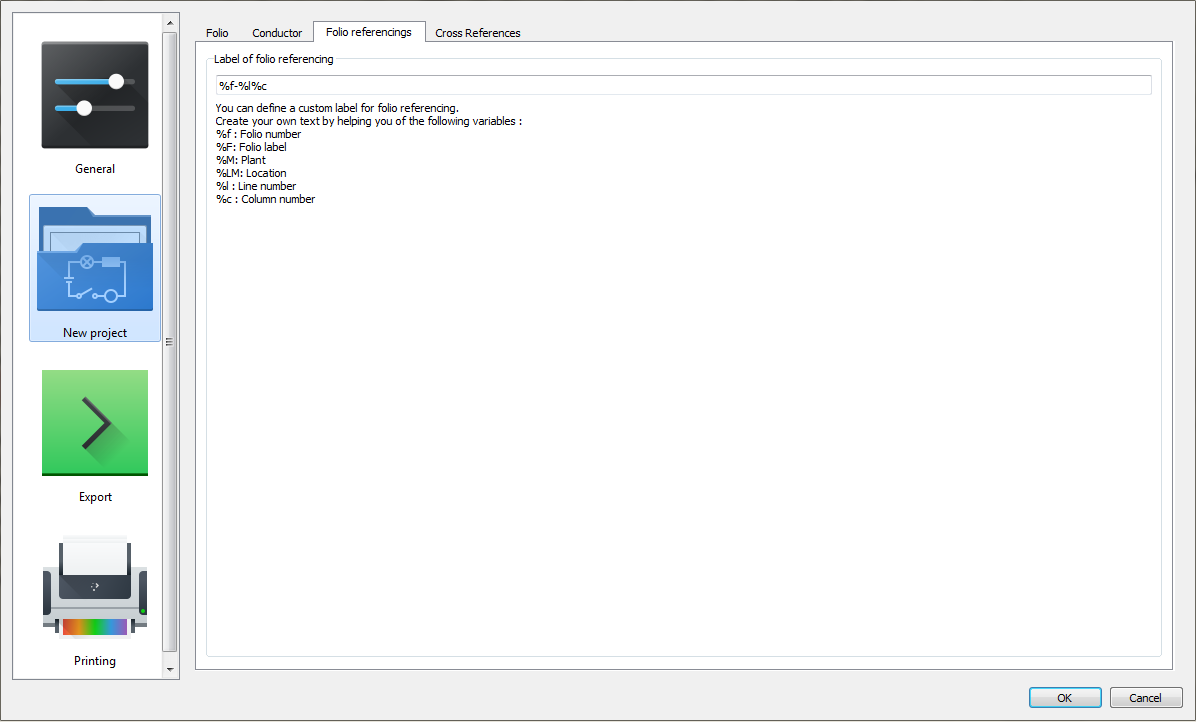 General
New project
Export
Printing
Folio
Conductor
Folio referencings
Cross References
Label of folio referencing
%f-%l%c
You can define a custom label for folio referencing.
Create your own text by helping you of the following variables :
%f : Folio number
%F: Folio label
%M: Plant
%LM: Location
%l : Line number
%c : Column number
OK
Cancel